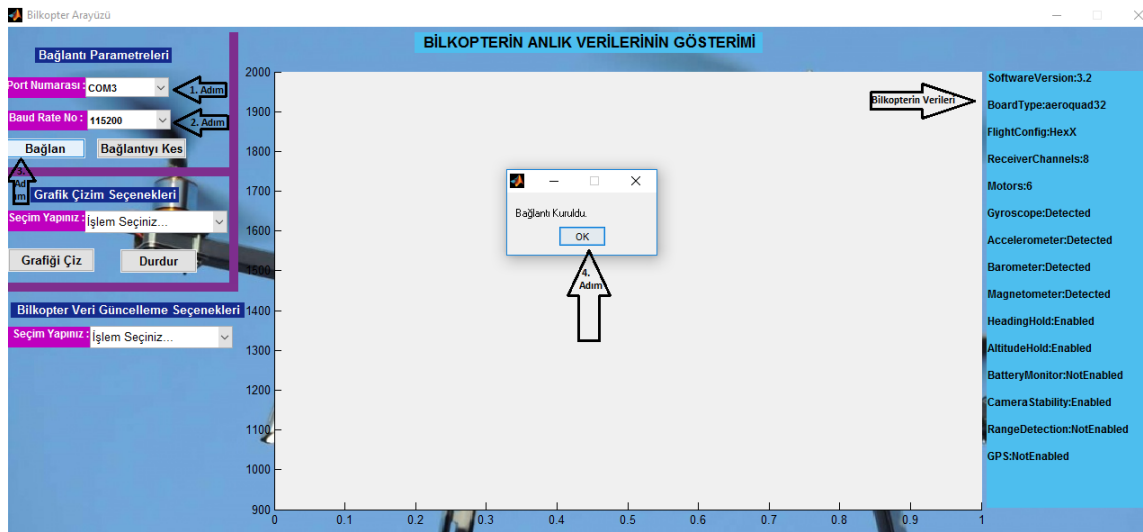 Bilkopter Arayüzü
BİLKOPTERİN ANLIK VERİLERİNİN GÖSTERİMİ
Bağlantı Parametreleri
Port Numarası :
COM3
1. Adım
Baud Rate No :
115200
2. Adım
Bağlan
Bağlantıyı Kes
3.
Ad
ım
Grafik Çizim Seçenekleri
Seçim Yapınız :
İşlem Seçiniz...
Grafiği Çiz
Durdur
Bilkopter Veri Güncelleme Seçenekleri
Seçim Yapınız :
İşlem Seçiniz...
2000
1900
1800
1700
1600
1500
1400
1300
1200
1100
1000
900
0
0.1
0.2
0.3
0.4
0.5
0.6
0.7
0.8
0.9
1
Bağlantı Kuruldu.
OK
4.
Adım
Bilkopterin Verileri
SoftwareVersion:3.2
BoardType:aeroquad32
FlightConfig:HexX
ReceiverChannels:8
Motors:6
Gyroscope:Detected
Accelerometer:Detected
Barometer:Detected
Magnetometer:Detected
HeadingHold:Enabled
AltitudeHold:Enabled
BatteryMonitor:NotEnabled
CameraStability:Enabled
RangeDetection:NotEnabled
GPS:NotEnabled